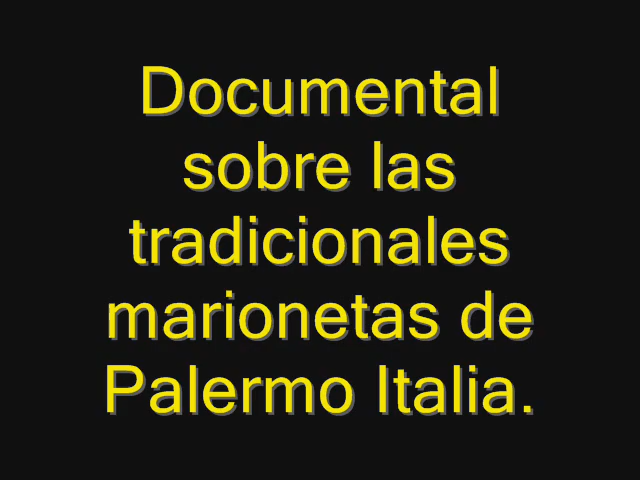 Documental
sobre las
tradicionales
marionetas de
Palermo Italia.